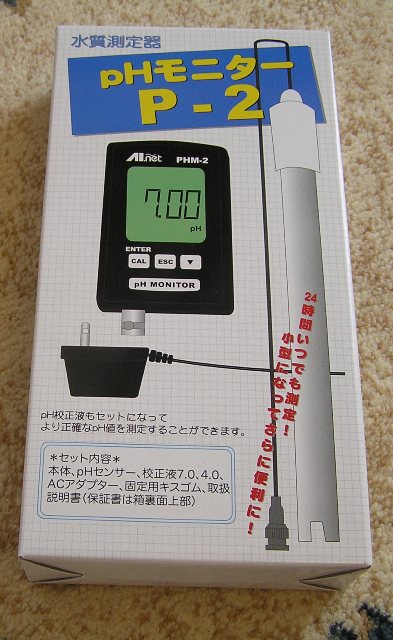 水質測定器
pHモニター
P-2
AI.net PHM-2
7.00
pH
ENTER
CAL ESC ▼
pH MONITOR
24時間いつでも測定！
小型になってさらに便利に！
pH校正液もセットになって
より正確なpH値を測定することができます。
＊セット内容＊
本体、pHセンサー、校正液7.0、4.0、
ACアダプター、固定用キスゴム、取扱
説明書（保証書は箱裏面上部）